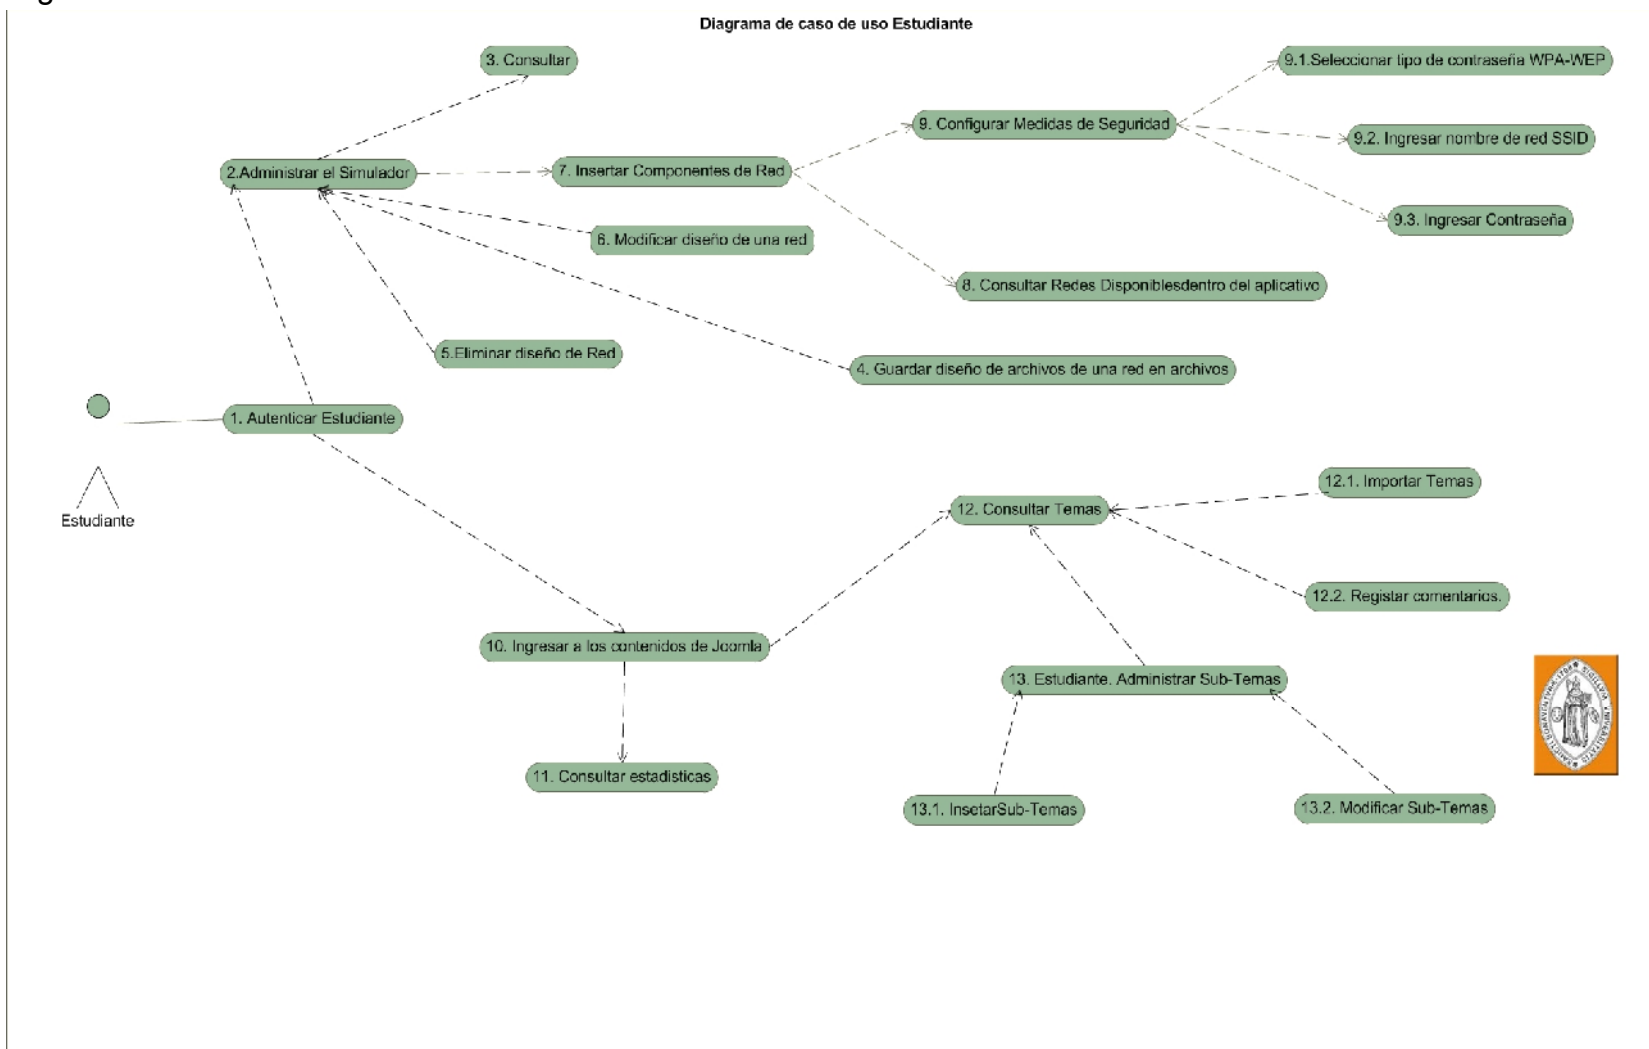 Diagrama de caso de uso Estudiante
3. Consultar
9.1.Seleccionar tipo de contraseña WPA-WEP
9. Configurar Medidas de Seguridad
9.2. Ingresar nombre de red SSID
2.Administrar el Simulador
7. Insertar Componentes de Red
9.3. Ingresar Contraseña
6. Modificar diseño de una red
8. Consultar Redes Disponiblesdentro del aplicativo
5.Eliminar diseño de Red
4. Guardar diseño de archivos de una red en archivos
1. Autenticar Estudiante
Estudiante
12.1. Importar Temas
12. Consultar Temas
12.2. Registar comentarios.
10. Ingresar a los contenidos de Joomla
13. Estudiante. Administrar Sub-Temas
11. Consultar estadisticas
13.1. InsetarSub-Temas
13.2. Modificar Sub-Temas